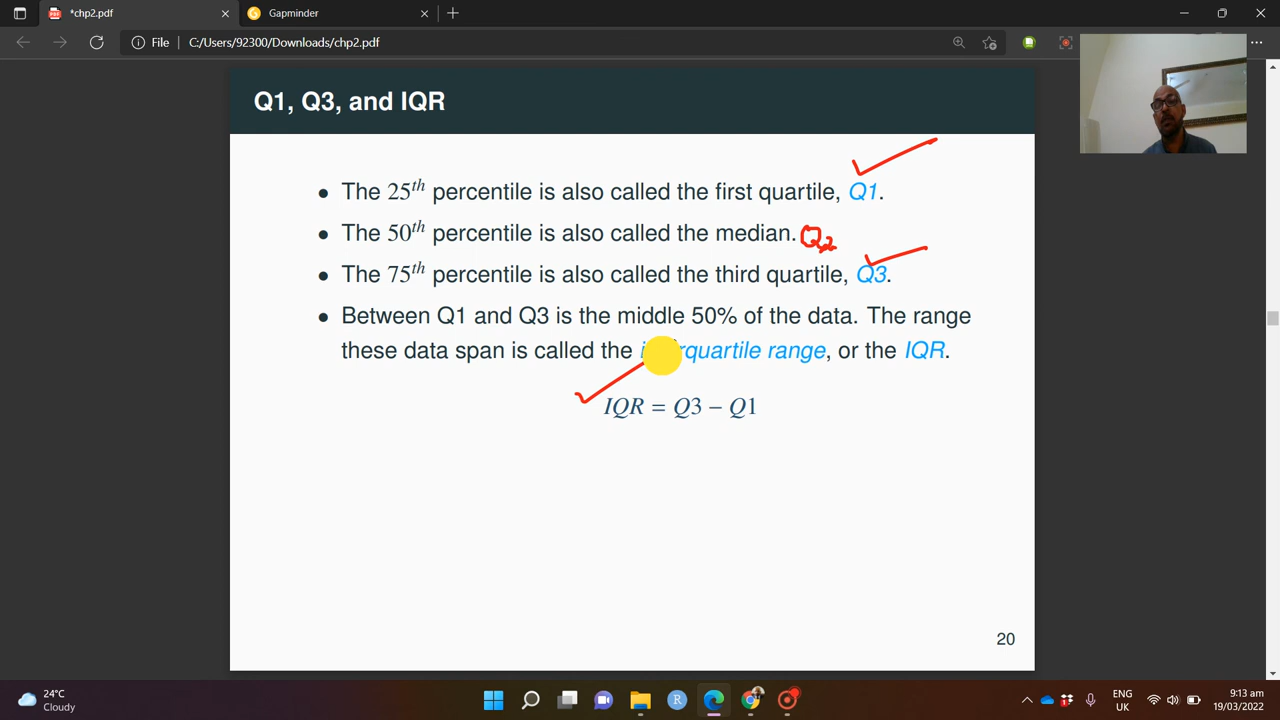 *chp2.pdf
Gapminder
File
C:/Users/92300/Downloads/chp2.pdf
Q1, Q3, and IQR
• The 25th percentile is also called the first quartile, Q1.
• The 50th percentile is also called the median. Q2
• The 75th percentile is also called the third quartile, Q3.
• Between Q1 and Q3 is the middle 50% of the data. The range
these data span is called the quartile range, or the IQR.
IQR = Q3 − Q1
20
24°C
Cloudy
ENG
UK
9:13 am
19/03/2022